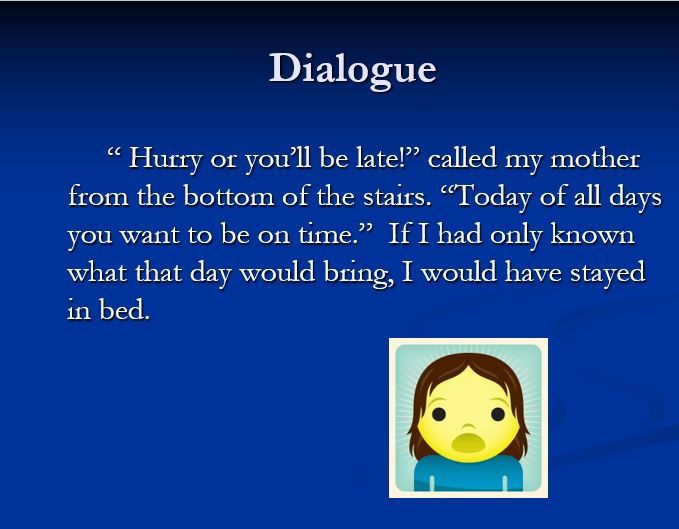 Dialogue
“ Hurry or you’ll be late!” called my mother
from the bottom of the stairs. “Today of all days
you want to be on time.”  If I had only known
what that day would bring, I would have stayed
in bed.